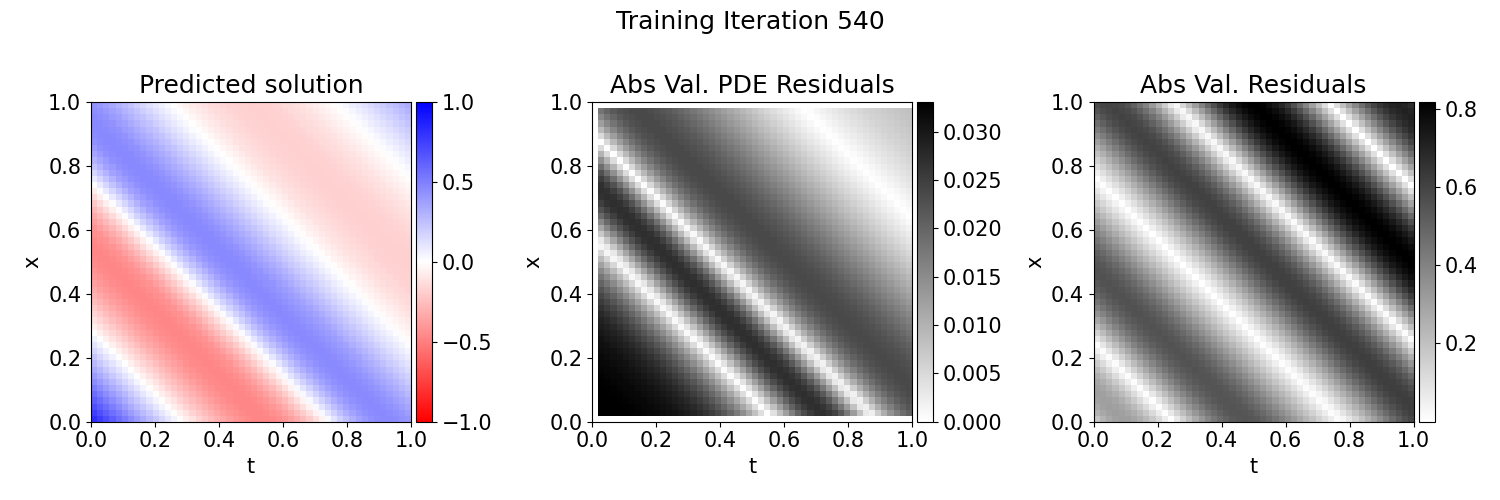 Training Iteration 540
Predicted solution
1.0
0.8
0.6
0.4
0.2
0.0
x
0.0 0.2 0.4 0.6 0.8 1.0
t
1.0
0.5
0.0
−0.5
−1.0
Abs Val. PDE Residuals
1.0
0.8
0.6
0.4
0.2
0.0
x
0.0 0.2 0.4 0.6 0.8 1.0
t
0.030
0.025
0.020
0.015
0.010
0.005
0.000
Abs Val. Residuals
1.0
0.8
0.6
0.4
0.2
0.0
x
0.0 0.2 0.4 0.6 0.8 1.0
t
0.8
0.6
0.4
0.2